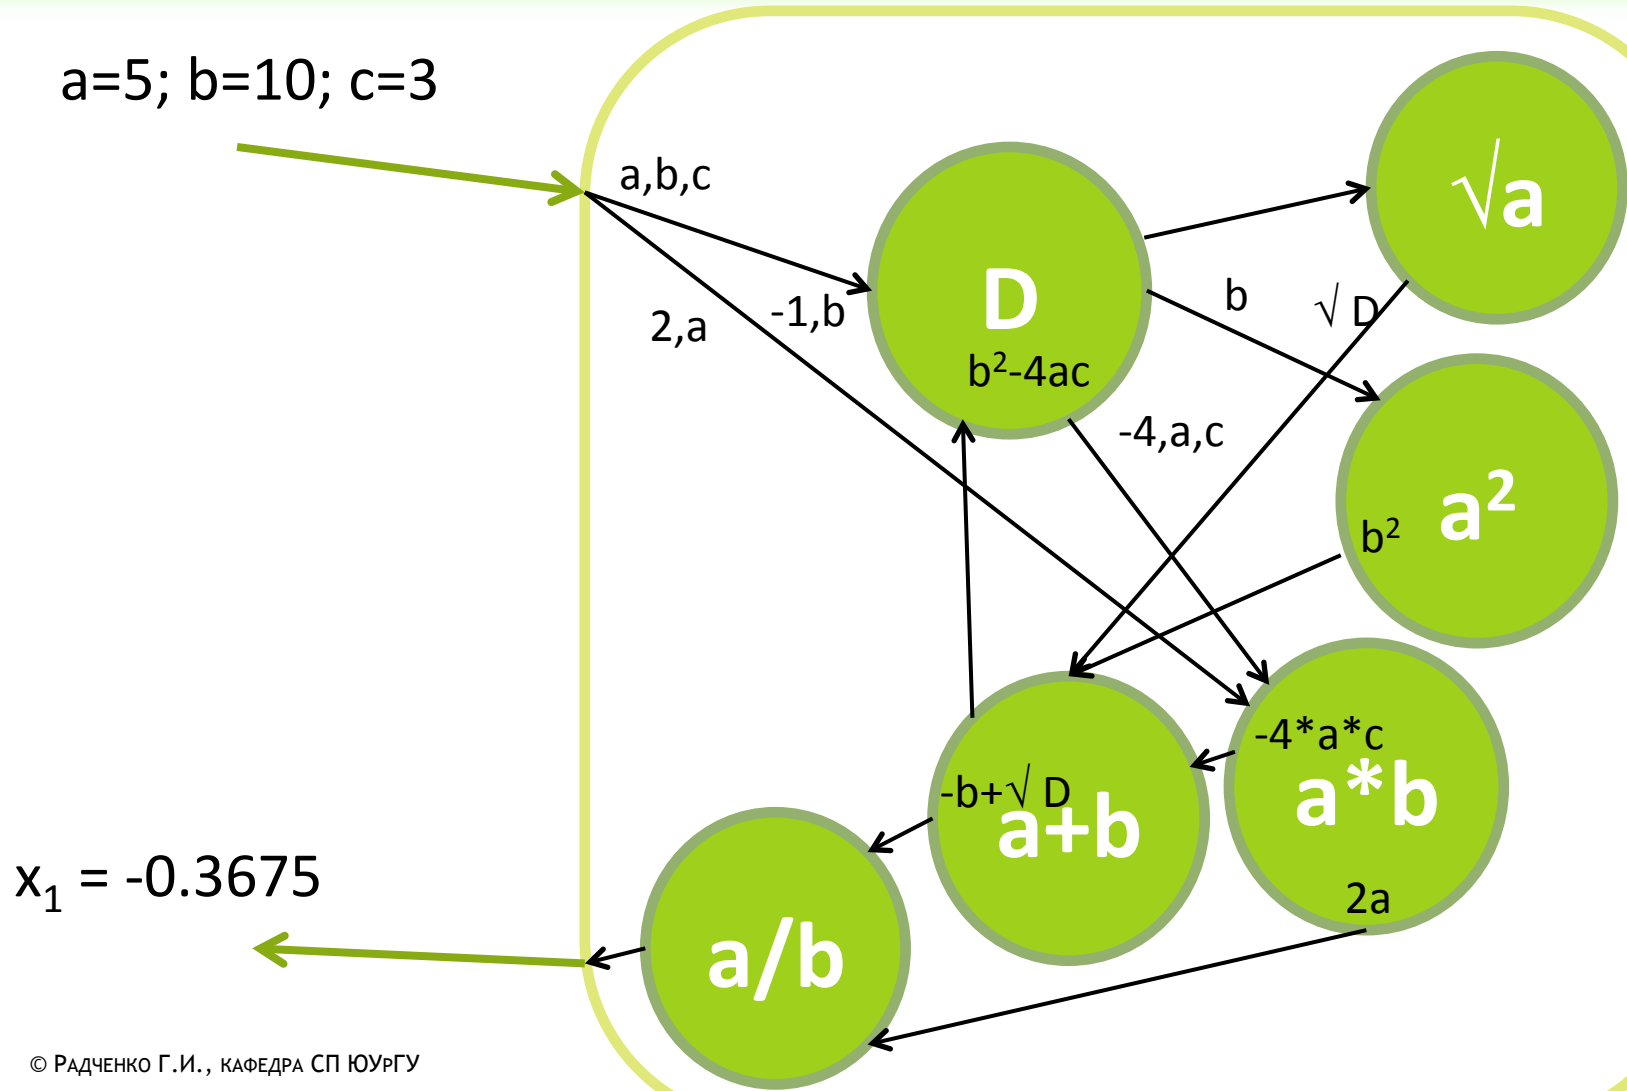 a=5; b=10; c=3
a,b,c
√a
D
b
√ D
-1,b
2,a
b²-4ac
-4,a,c
a²
b²
-4*a*c
a*b
-b+√ D
a+b
2a
x₁ = -0.3675
a/b
© Радченко Г.И., кафедра СП ЮУрГУ